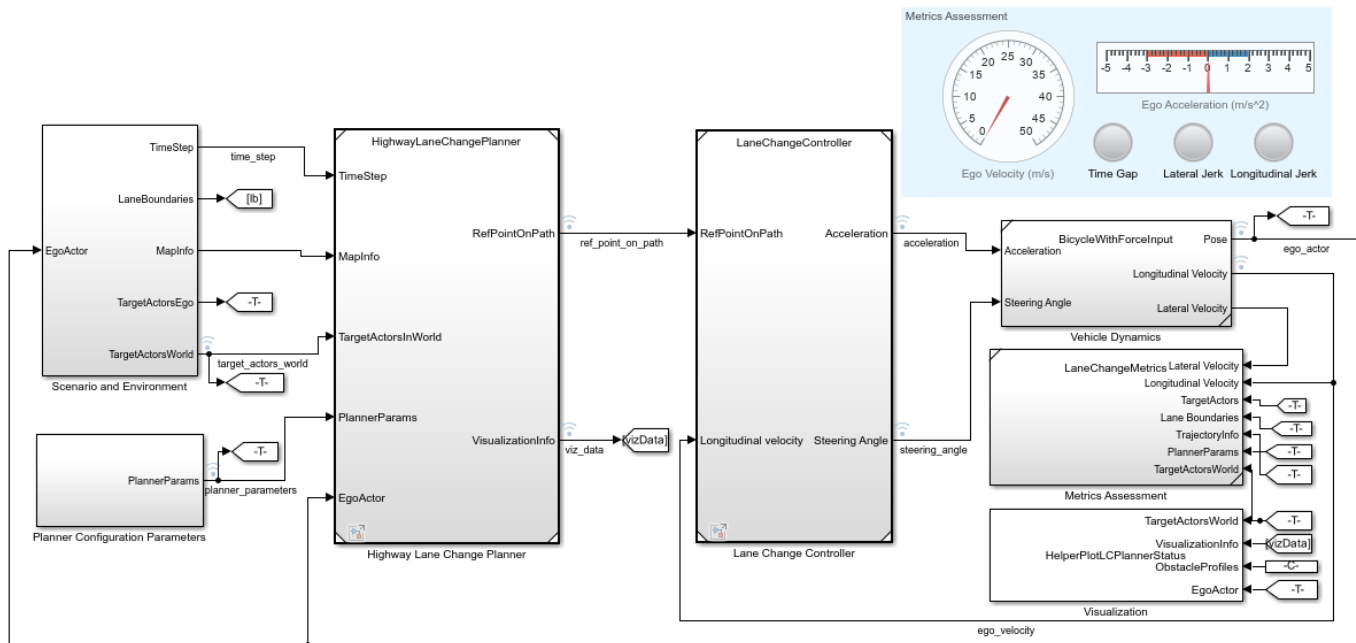 Metrics Assessment
0
5
10
15
20
25
30
35
40
45
50
Ego Velocity (m/s)
-5 -4 -3 -2 -1 0 1 2 3 4 5
Ego Acceleration (m/s^2)
Time Gap
Lateral Jerk
Longitudinal Jerk
EgoActor
TimeStep
LaneBoundaries
MapInfo
TargetActorsEgo
TargetActorsWorld
Scenario and Environment
time_step
[lb]
-T-
target_actors_world
-T-
PlannerParams
Planner Configuration Parameters
-T-
planner_parameters
HighwayLaneChangePlanner
TimeStep
MapInfo
TargetActorsInWorld
PlannerParams
EgoActor
RefPointOnPath
VisualizationInfo
Highway Lane Change Planner
ref_point_on_path
viz_data
[vizData]
LaneChangeController
RefPointOnPath
Longitudinal velocity
Acceleration
Steering Angle
Lane Change Controller
acceleration
steering_angle
BicycleWithForceInput
Acceleration
Steering Angle
Pose
Longitudinal Velocity
Lateral Velocity
Vehicle Dynamics
-T-
ego_actor
LaneChangeMetrics
Lateral Velocity
Longitudinal Velocity
TargetActors
Lane Boundaries
TrajectoryInfo
PlannerParams
TargetActorsWorld
-T-
-T-
-T-
-T-
Metrics Assessment
TargetActorsWorld
VisualizationInfo
HelperPlotLCPlannerStatus
ObstacleProfiles
EgoActor
-T-
[vizData]
-C-
-T-
Visualization
ego_velocity